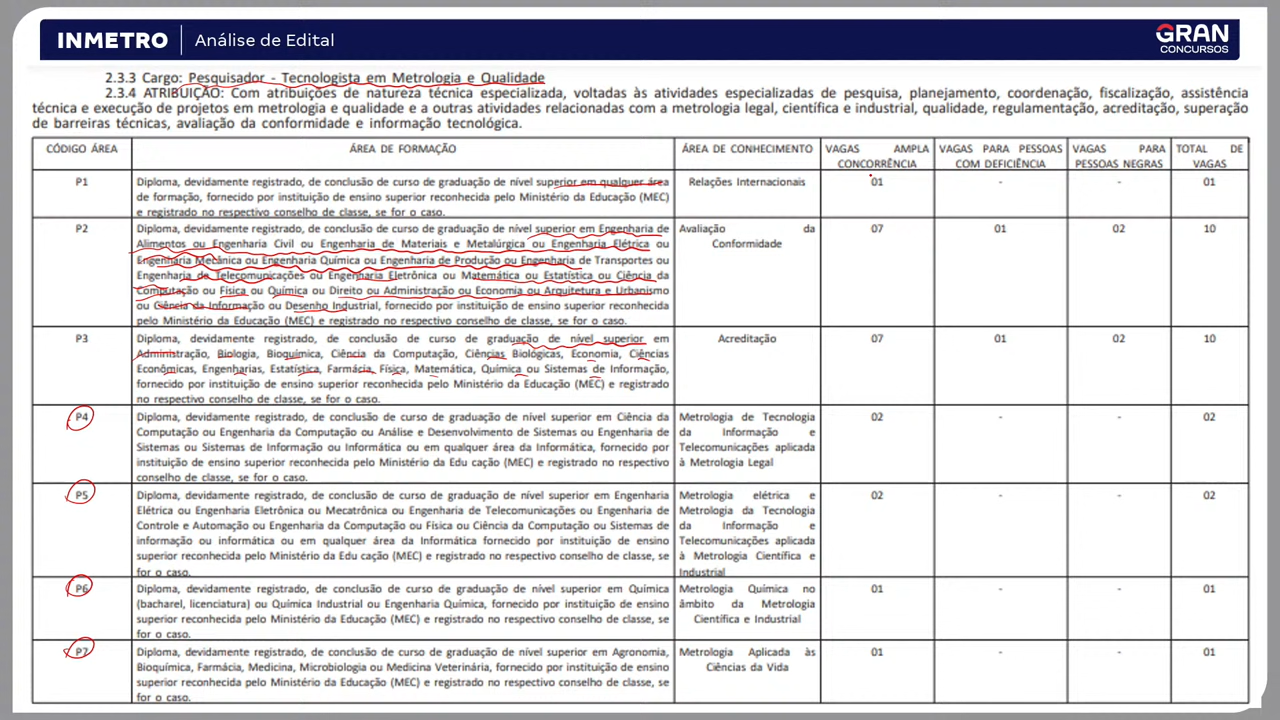 INMETRO | Análise de Edital
GRAN
CONCURSOS
2.3.3 Cargo: Pesquisador - Tecnologista em Metrologia e Qualidade
2.3.4 ATRIBUIÇÃO: Com atribuições de natureza técnica especializada, voltadas às atividades especializadas de pesquisa, planejamento, coordenação, fiscalização, assistência
técnica e execução de projetos em metrologia e qualidade e a outras atividades relacionadas com a metrologia legal, científica e industrial, qualidade, regulamentação, acreditação, superação
de barreiras técnicas, avaliação da conformidade e informação tecnológica.
CÓDIGO ÁREA
ÁREA DE FORMAÇÃO
ÁREA DE CONHECIMENTO
VAGAS AMPLA
CONCORRÊNCIA
VAGAS PARA PESSOAS
COM DEFICIÊNCIA
VAGAS PARA
PESSOAS NEGRAS
TOTAL DE
VAGAS
P1
Diploma, devidamente registrado, de conclusão de curso de graduação de nível superior em qualquer área
de formação, fornecido por instituição de ensino superior reconhecida pelo Ministério da Educação (MEC)
e registrado no respectivo conselho de classe, se for o caso.
Relações Internacionais
01
-
-
01
P2
Diploma, devidamente registrado, de conclusão de curso de graduação de nível superior em Engenharia de
Alimentos ou Engenharia Civil ou Engenharia de Materiais e Metalúrgica ou Engenharia Elétrica ou
Engenharia Mecânica ou Engenharia Química ou Engenharia de Produção ou Engenharia de Transportes ou
Engenharia de Telecomunicações ou Engenharia Eletrônica ou Matemática ou Estatística ou Ciência da
Computação ou Física ou Química ou Direito ou Administração ou Economia ou Arquitetura e Urbanismo
ou Ciência da Informação ou Desenho Industrial, fornecido por instituição de ensino superior reconhecida
pelo Ministério da Educação (MEC) e registrado no respectivo conselho de classe, se for o caso.
Avaliação da
Conformidade
07
01
02
10
P3
Diploma, devidamente registrado, de conclusão de curso de graduação de nível superior em
Administração, Biologia, Bioquímica, Ciência da Computação, Ciências Biológicas, Economia, Ciências
Econômicas, Engenharias, Estatística, Farmácia, Física, Matemática, Química ou Sistemas de Informação,
fornecido por instituição de ensino superior reconhecida pelo Ministério da Educação (MEC) e registrado
no respectivo conselho de classe, se for o caso.
Acreditação
07
01
02
10
P4
Diploma, devidamente registrado, de conclusão de curso de graduação de nível superior em Ciência da
Computação ou Engenharia da Computação ou Análise e Desenvolvimento de Sistemas ou Engenharia de
Sistemas ou Sistemas de Informação ou Informática ou em qualquer área da Informática, fornecido por
instituição de ensino superior reconhecida pelo Ministério da Edu cação (MEC) e registrado no respectivo
conselho de classe, se for o caso.
Metrologia de Tecnologia
da Informação e
Telecomunicações aplicada
à Metrologia Legal
02
-
-
02
P5
Diploma, devidamente registrado, de conclusão de curso de graduação de nível superior em Engenharia
Elétrica ou Engenharia Eletrônica ou Mecatrônica ou Engenharia de Telecomunicações ou Engenharia de
Controle e Automação ou Engenharia da Computação ou Física ou Ciência da Computação ou Sistemas de
informação ou informática ou em qualquer área da Informática fornecido por instituição de ensino
superior reconhecida pelo Ministério da Edu cação (MEC) e registrado no respectivo conselho de classe, se
for o caso.
Metrologia elétrica e
Metrologia da Tecnologia
da Informação e
Telecomunicações aplicada
à Metrologia Científica e
Industrial
02
-
-
02
P6
Diploma, devidamente registrado, de conclusão de curso de graduação de nível superior em Química
(bacharel, licenciatura) ou Química Industrial ou Engenharia Química, fornecido por instituição de ensino
superior reconhecida pelo Ministério da Educação (MEC) e registrado no respectivo conselho de classe, se
for o caso.
Metrologia Química no
âmbito da Metrologia
Científica e Industrial
01
-
-
01
P7
Diploma, devidamente registrado, de conclusão de curso de graduação de nível superior em Agronomia,
Bioquímica, Farmácia, Medicina, Microbiologia ou Medicina Veterinária, fornecido por instituição de ensino
superior reconhecida pelo Ministério da Educação (MEC) e registrado no respectivo conselho de classe, se
for o caso.
Metrologia Aplicada às
Ciências da Vida
01
-
-
01